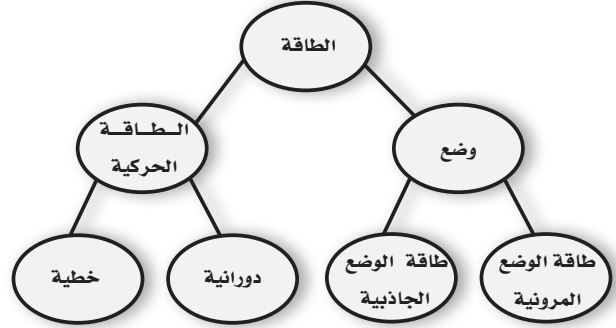 الطاقة
الطاقة
الحركية
وضع
خطية
دورانية
طاقة الوضع
الجاذبية
طاقة الوضع
المرونية